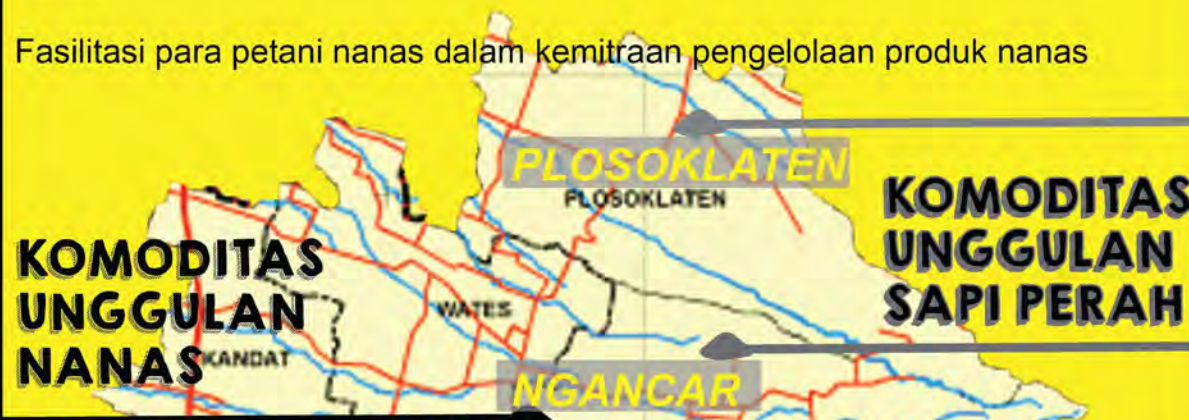 Fasilitasi para petani nanas dalam kemitraan pengelolaan produk nanas
PLOSOKLATEN
PLOSOKLATEN
KOMODITAS
UNGGULAN
SAPI PERAH
KOMODITAS
UNGGULAN
NANAS
WATES
KANDAT
NGANCAR